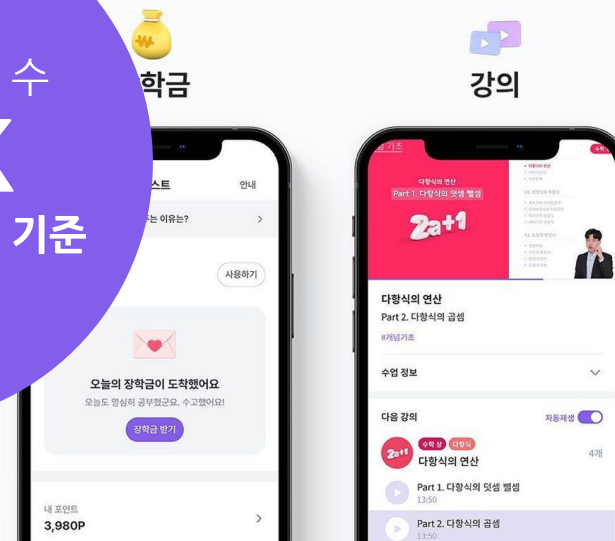 수
기준
학금
스트
안내
는 이유는?
사용하기
오늘의 장학금이 도착했어요
오늘도 열심히 공부했군요. 수고했어요!
장학금 받기
내 포인트
3,980P
강의
기초
다항식의 연산
Part 1. 다항식의 덧셈 뺄셈
2a+1
다항식의 연산
Part 2. 다항식의 곱셈
#개념기초
수업 정보
다음 강의
자동재생
2a+1
수학 상
다항식
다항식의 연산
4개
Part 1. 다항식의 덧셈 뺄셈
13:50
Part 2. 다항식의 곱셈
13:50